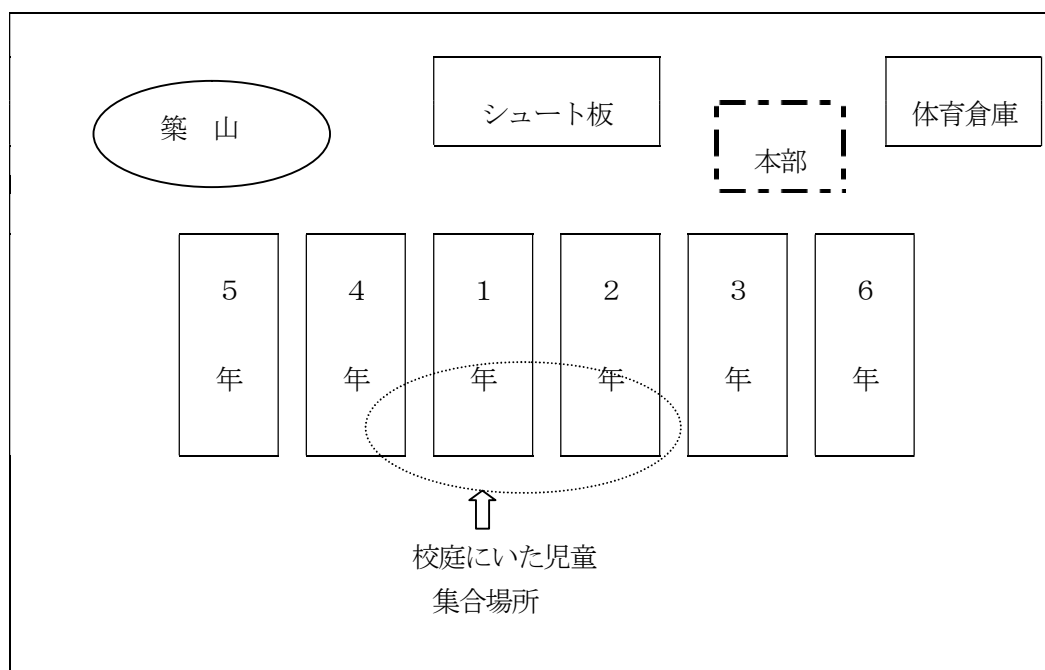 築　山
シュート板
本部
体育倉庫
５年
４年
１年
２年
３年
６年
校庭にいた児童
集合場所